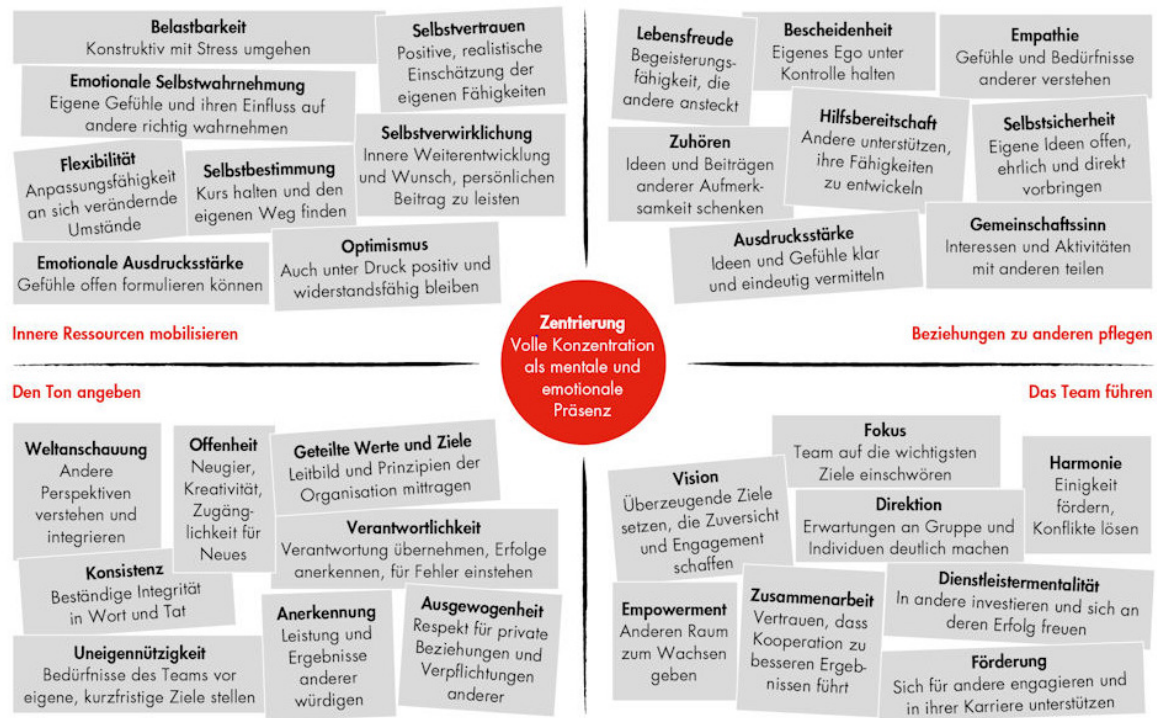 Belastbarkeit
Konstruktiv mit Stress umgehen
Selbstvertrauen
Positive, realistische
Einschätzung der
eigenen Fähigkeiten
Emotionale Selbstwahrnehmung
Eigene Gefühle und ihren Einfluss auf
andere richtig wahrnehmen
Selbstverwirklichung
Innere Weiterentwicklung
und Wunsch, persönlichen
Beitrag zu leisten
Flexibilität
Anpassungsfähigkeit
an sich verändernde
Umstände
Selbstbestimmung
Kurs halten und den
eigenen Weg finden
Optimismus
Auch unter Druck positiv und
widerstandsfähig bleiben
Emotionale Ausdrucksstärke
Gefühle offen formulieren können
Innere Ressourcen mobilisieren
Lebensfreude
Begeisterungs-
fähigkeit, die
andere ansteckt
Bescheidenheit
Eigenes Ego unter
Kontrolle halten
Empathie
Gefühle und Bedürfnisse
anderer verstehen
Zuhören
Ideen und Beiträgen
anderer Aufmerk-
samkeit schenken
Hilfsbereitschaft
Andere unterstützen,
ihre Fähigkeiten
zu entwickeln
Selbstsicherheit
Eigene Ideen offen,
ehrlich und direkt
vorbringen
Ausdrucksstärke
Ideen und Gefühle klar
und eindeutig vermitteln
Gemeinschaftssinn
Interessen und Aktivitäten
mit anderen teilen
Beziehungen zu anderen pflegen
Zentrierung
Volle Konzentration
als mentale und
emotionale
Präsenz
Den Ton angeben
Weltanschauung
Andere
Perspektiven
verstehen und
integrieren
Offenheit
Neugier,
Kreativität,
Zugäng-
lichkeit für
Neues
Geteilte Werte und Ziele
Leitbild und Prinzipien der
Organisation mittragen
Verantwortlichkeit
Verantwortung übernehmen, Erfolge
anerkennen, für Fehler einstehen
Konsistenz
Beständige Integrität
in Wort und Tat
Anerkennung
Leistung und
Ergebnisse
anderer
würdigen
Ausgewogenheit
Respekt für private
Beziehungen und
Verpflichtungen
anderer
Uneigennützigkeit
Bedürfnisse des Teams vor
eigene, kurzfristige Ziele stellen
Das Team führen
Fokus
Team auf die wichtigsten
Ziele einschwören
Vision
Überzeugende Ziele
setzen, die Zuversicht
und Engagement
schaffen
Harmonie
Einigkeit
fördern,
Konflikte lösen
Direktion
Erwartungen an Gruppe und
Individuen deutlich machen
Empowerment
Anderen Raum
zum Wachsen
geben
Zusammenarbeit
Vertrauen, dass
Kooperation zu
besseren Ergeb-
nissen führt
Dienstleistermentalität
In andere investieren und sich an
deren Erfolg freuen
Förderung
Sich für andere engagieren und
in ihrer Karriere unterstützen